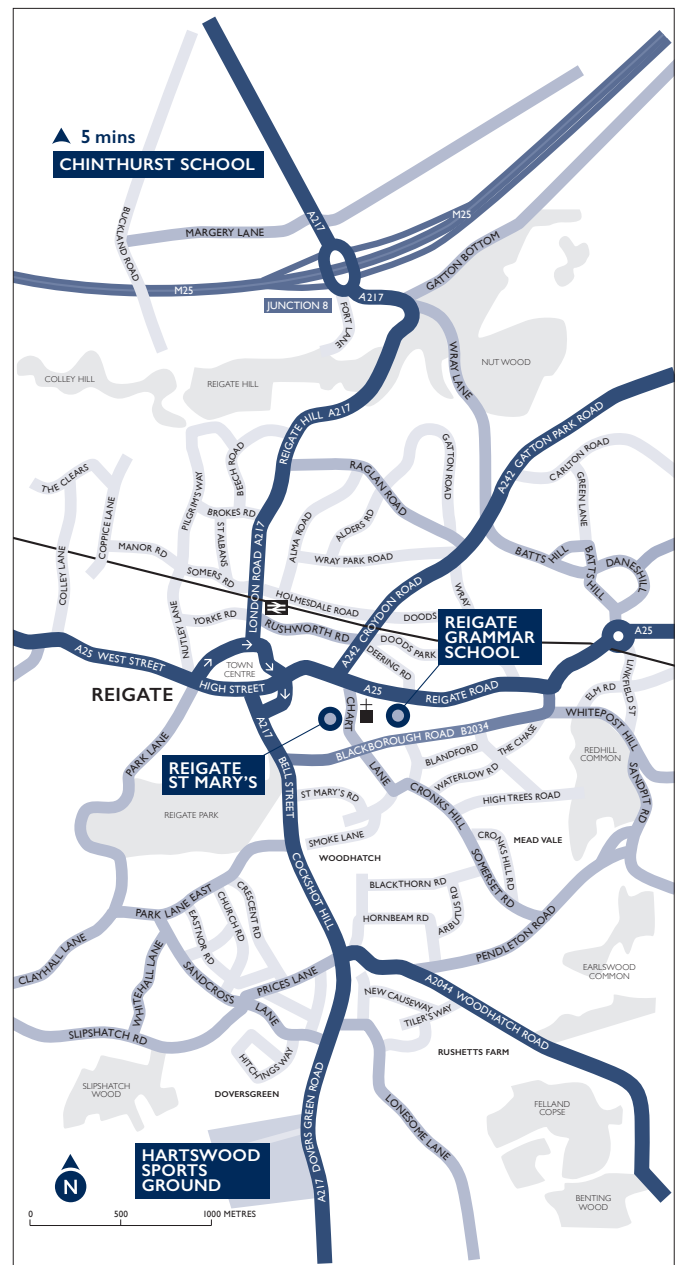 5 mins
CHINTHURST SCHOOL
A217
M25
BUCKLAND ROAD
MARGERY LANE
GATTON BOTTOM
M25
A217
JUNCTION 8
FORT LANE
WRAY LANE
NUT WOOD
COLLEY HILL
REIGATE HILL
REIGATE HILL A217
A242 GATTON PARK ROAD
GATTON ROAD
CARLTON ROAD
GREEN LANE
THE CLEARS
COPPICE LANE
PILGRIM'S WAY
BEECH ROAD
RAGLAN ROAD
BROKES RD
ST ALBANS
LONDON ROAD A217
ALMA ROAD
ALDERS RD
MANOR RD
WRAY PARK ROAD
BATTS HILL
BATTS HILL
DANESHILL
COLLEY LANE
SOMERS RD
HOLMESDALE ROAD
A242 CROYDON ROAD
WRAY
DOODS
NUTLEY LANE
YORKE RD
RUSHWORTH RD
DOODS PARK
DEERING RD
REIGATE
GRAMMAR
SCHOOL
A25
A25 WEST STREET
TOWN
CENTRE
HIGH STREET
REIGATE
A25
REIGATE ROAD
ELM RD
LINKFIELD ST
CHART
LANE
WHITEPOST HILL
A217
BLACKBOROUGH ROAD B2034
PARK LANE
REIGATE
ST MARY'S
BELL STREET
BLANDFORD
THE CHASE
WATERLOW RD
REDHILL
COMMON
SANDPIT RD
REIGATE PARK
ST MARY'S RD
CRONKS HILL
HIGH TREES ROAD
SMOKE LANE
CRONKS HILL RD
MEAD VALE
WOODHATCH
SOMERSET RD
COCKSHOT HILL
BLACKTHORN RD
ARBUTUS RD
HORNBEAM RD
PARK LANE EAST
CRESCENT RD
CHURCH RD
EASTNOR RD
PENDLETON ROAD
CLAYHALL LANE
WHITEHALL LANE
SANDCROSS
LANE
PRICES LANE
EARLSWOOD
COMMON
A2044 WOODHATCH ROAD
NEW CAUSEWAY
TILER'S WAY
SLIPSHATCH RD
HITCHINGS WAY
RUSHETTS FARM
SLIPSHATCH
WOOD
DOVERSGREEN
A217 DOVERS GREEN ROAD
LONESOME LANE
FELLAND
COPSE
HARTSWOOD
SPORTS
GROUND
N
BENTING
WOOD
0 500 1000 METRES